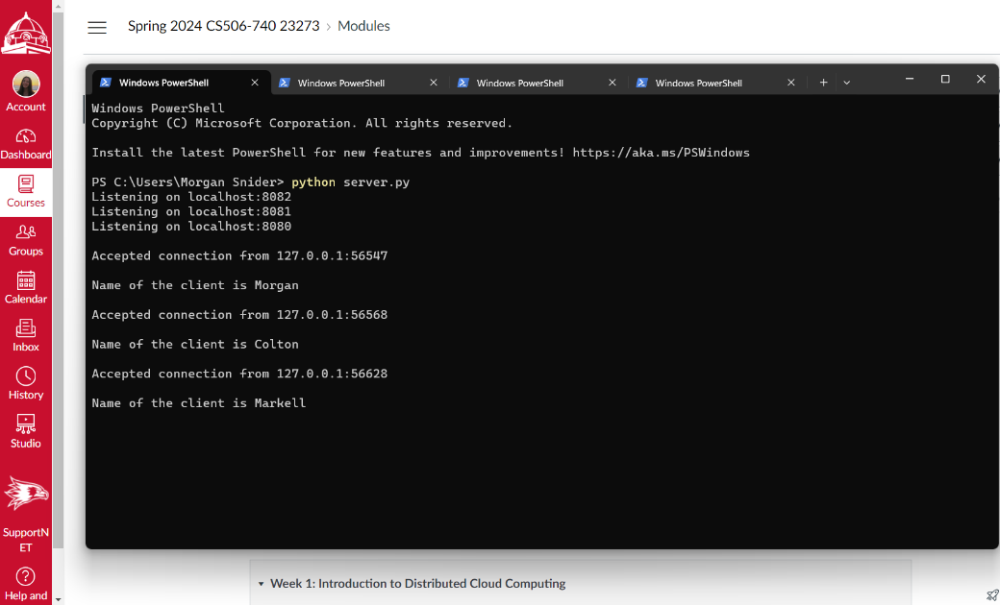 Spring 2024 CS506-740 23273 › Modules
Account
Dashboard
Courses
Groups
Calendar
Inbox
History
Studio
SupportN
ET
Help and
Windows PowerShell
Windows PowerShell
Windows PowerShell
Windows PowerShell
Windows PowerShell
Copyright (C) Microsoft Corporation. All rights reserved.
Install the latest PowerShell for new features and improvements! https://aka.ms/PSWindows
PS C:\Users\Morgan Snider> python server.py
Listening on localhost:8082
Listening on localhost:8081
Listening on localhost:8080
Accepted connection from 127.0.0.1:56547
Name of the client is Morgan
Accepted connection from 127.0.0.1:56568
Name of the client is Colton
Accepted connection from 127.0.0.1:56628
Name of the client is Markell
Week 1: Introduction to Distributed Cloud Computing